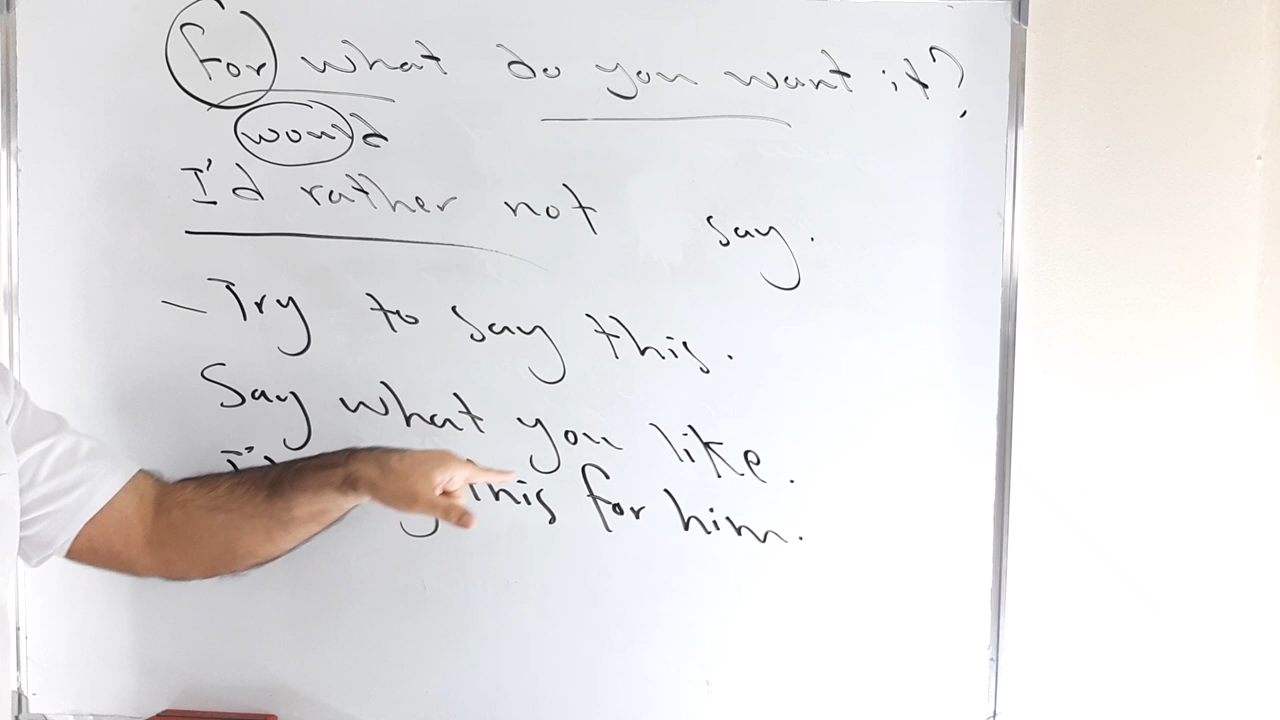 for what do you want it?
would
I'd rather not say.
- Try to say this.
Say what you like.
this for him.